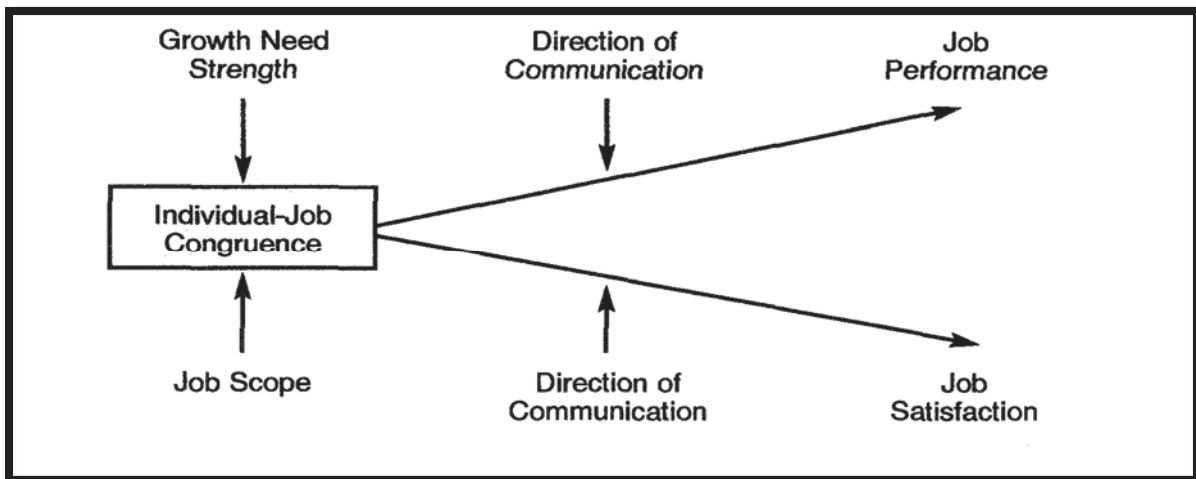 Growth Need
Strength
Direction of
Communication
Job
Performance
Individual-Job
Congruence
Job Scope
Direction of
Communication
Job
Satisfaction